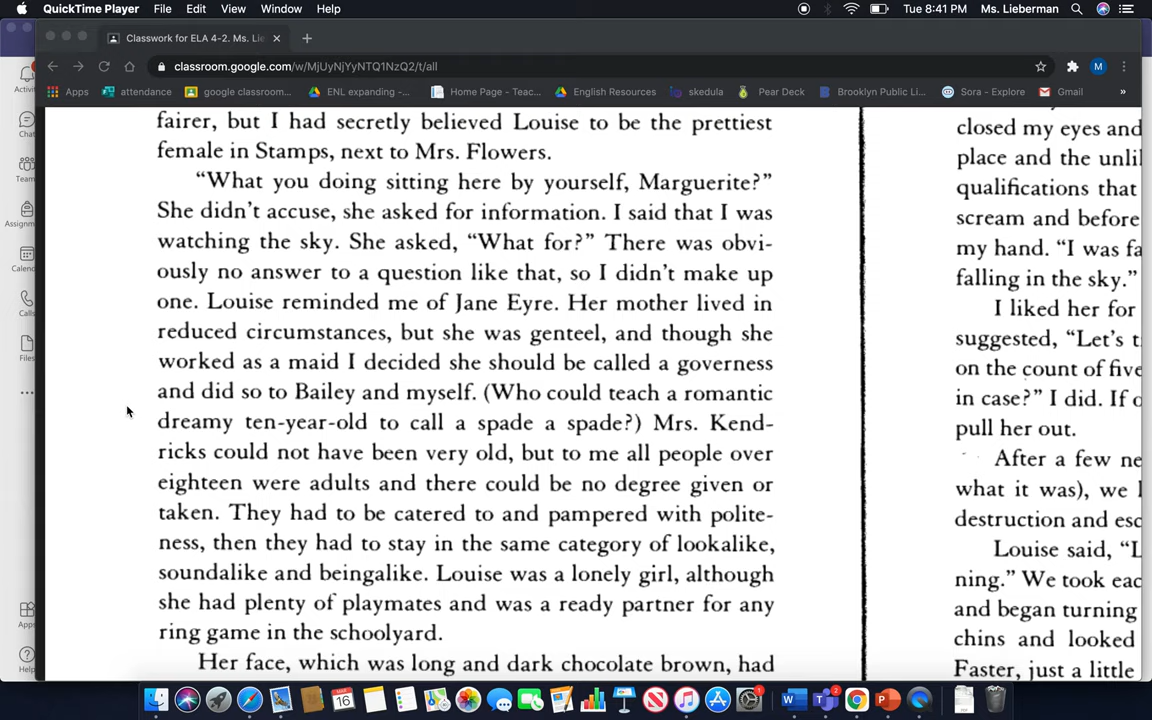 QuickTime Player File Edit View Window Help Tue 8:41 PM Ms. Lieberman
Classwork for ELA 4-2. Ms. Lie
classroom.google.com/w/MjUyNjYyNTQ1NzQ2/t/all
Apps attendance google classroom... ENL expanding -... Home Page - Teac... English Resources skedula Pear Deck Brooklyn Public Li... Sora - Explore Gmail »
M
Activi
Chat
Team
Assignm
Calend
Calls
Files
Apps
Help
fairer, but I had secretly believed Louise to be the prettiest
female in Stamps, next to Mrs. Flowers.
“What you doing sitting here by yourself, Marguerite?”
She didn’t accuse, she asked for information. I said that I was
watching the sky. She asked, “What for?” There was obvi-
ously no answer to a question like that, so I didn’t make up
one. Louise reminded me of Jane Eyre. Her mother lived in
reduced circumstances, but she was genteel, and though she
worked as a maid I decided she should be called a governess
and did so to Bailey and myself. (Who could teach a romantic
dreamy ten-year-old to call a spade a spade?) Mrs. Kend-
ricks could not have been very old, but to me all people over
eighteen were adults and there could be no degree given or
taken. They had to be catered to and pampered with polite-
ness, then they had to stay in the same category of lookalike,
soundalike and beingalike. Louise was a lonely girl, although
she had plenty of playmates and was a ready partner for any
ring game in the schoolyard.
Her face, which was long and dark chocolate brown, had
closed my eyes and
place and the unli
qualifications that
scream and before
my hand. “I was fa
falling in the sky.”
I liked her for
suggested, “Let’s t
on the count of five
in case?” I did. If
pull her out.
After a few ne
what it was), we
destruction and esc
Louise said, “L
ning.” We took eac
and began turning
chins and looked
Faster, just a little
MAR
16
1
2